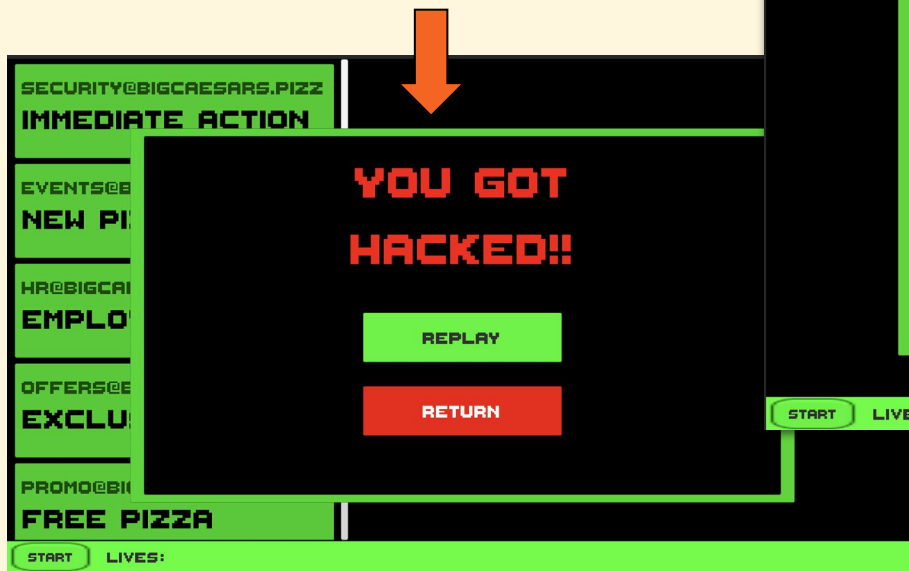 SECURITY@BIGCAESARS.PIZZ
IMMEDIATE ACTION
EVENTS@B
NEW PI
HR@BIGCA
EMPLO
OFFERS@B
EXCLU
PROMO@BI
FREE PIZZA
YOU GOT
HACKED!!
REPLAY
RETURN
START LIVES:
START LIVE